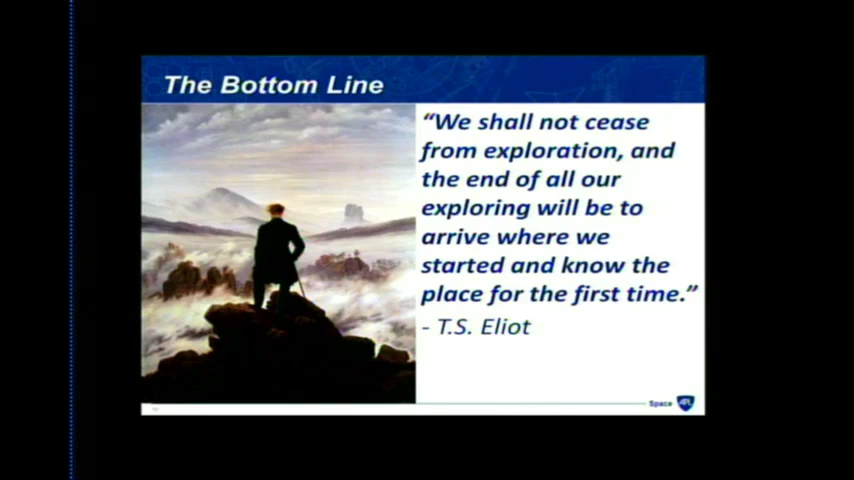 The Bottom Line
“We shall not cease
from exploration, and
the end of all our
exploring will be to
arrive where we
started and know the
place for the first time.”
- T.S. Eliot
Space APL